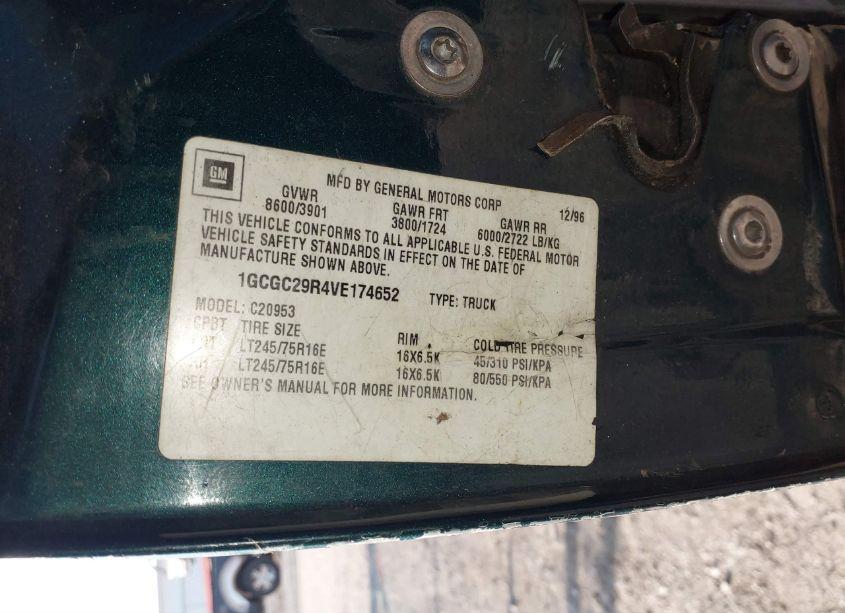 GM
MFD BY GENERAL MOTORS CORP 12/96
GVWR GAWR FRT GAWR RR
8600/3901 3800/1724 6000/2722 LB/KG
THIS VEHICLE CONFORMS TO ALL APPLICABLE U.S. FEDERAL MOTOR
VEHICLE SAFETY STANDARDS IN EFFECT ON THE DATE OF
MANUFACTURE SHOWN ABOVE.
1GCGC29R4VE174652 TYPE: TRUCK
MODEL: C20953
TIRE SIZE RIM COLD TIRE PRESSURE
LT245/75R16E 16X6.5K 45/310 PSI/KPA
LT245/75R16E 16X6.5K 80/550 PSI/KPA
SEE OWNER'S MANUAL FOR MORE INFORMATION.